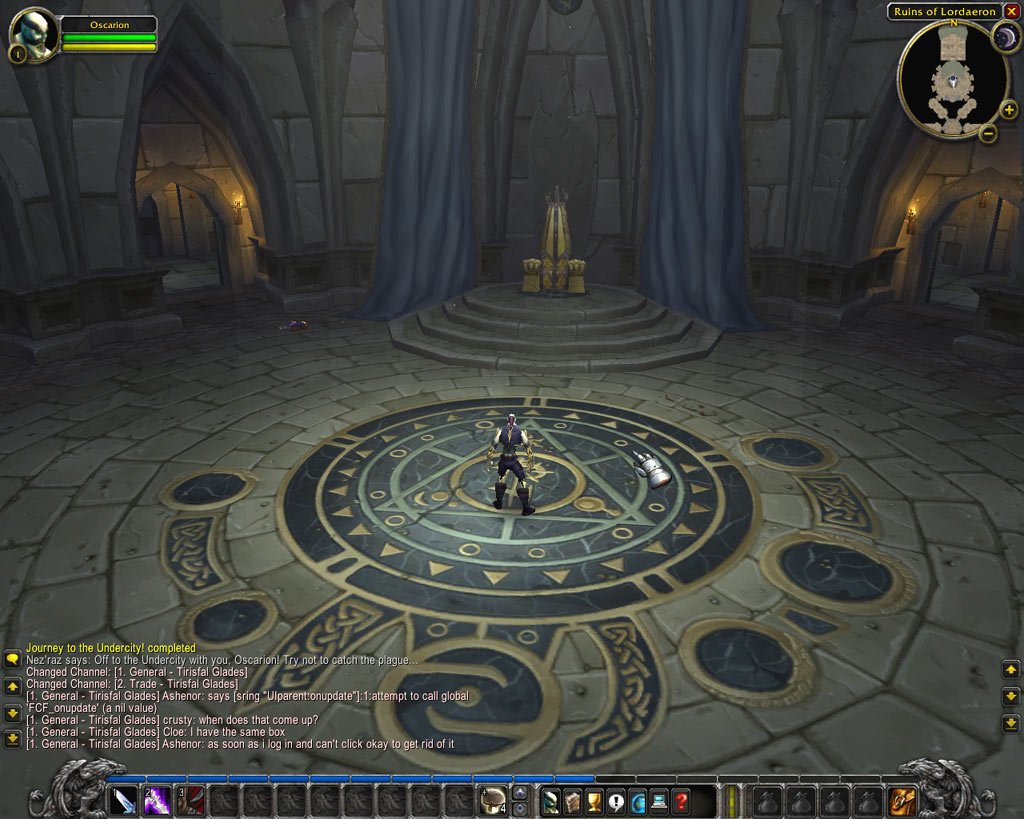 Oscarion
1
Ruins of Lordaeron
N
Journey to the Undercity! completed
Nez'raz says: Off to the Undercity with you, Oscarion! Try not to catch the plague...
Changed Channel: [1. General - Tirisfal Glades]
Changed Channel: [2. Trade - Tirisfal Glades]
[1. General - Tirisfal Glades] Ashenor: says [sring "UIparent:onupdate"]:1:attempt to call global
'FCF_onupdate' (a nil value)
[1. General - Tirisfal Glades] crusty: when does that come up?
[1. General - Tirisfal Glades] Cloe: I have the same box
[1. General - Tirisfal Glades] Ashenor: as soon as i log in and can't click okay to get rid of it
2 3 4